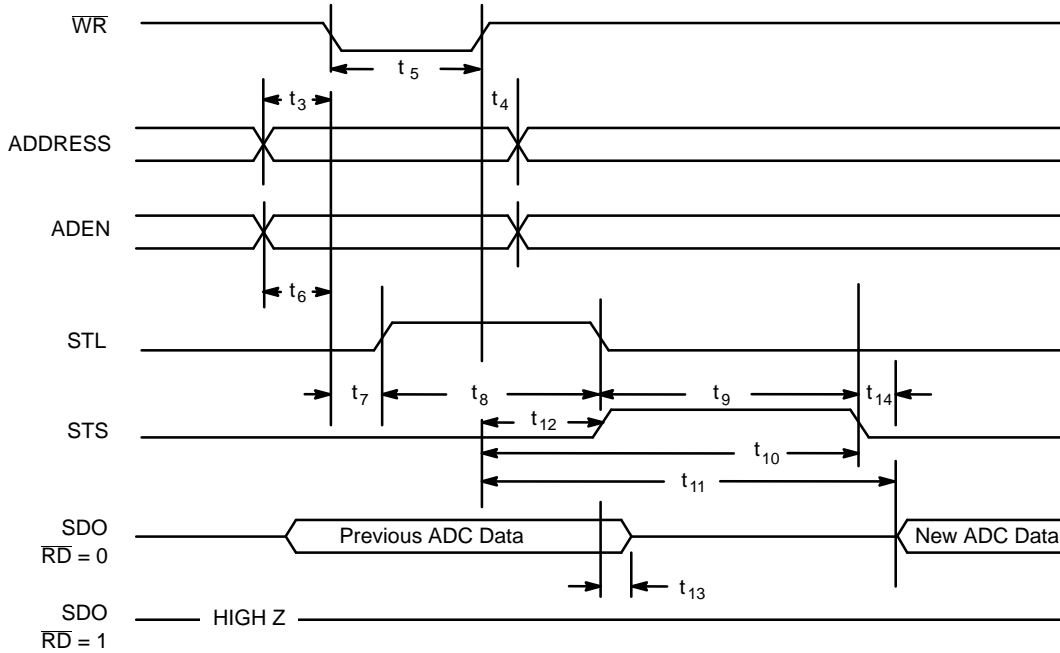 WR
t5
t3
t4
ADDRESS
ADEN
t6
STL
t7
t8
t9
t14
t12
STS
t10
t11
SDO
RD = 0
Previous ADC Data
New ADC Data
t13
SDO
RD = 1
HIGH Z